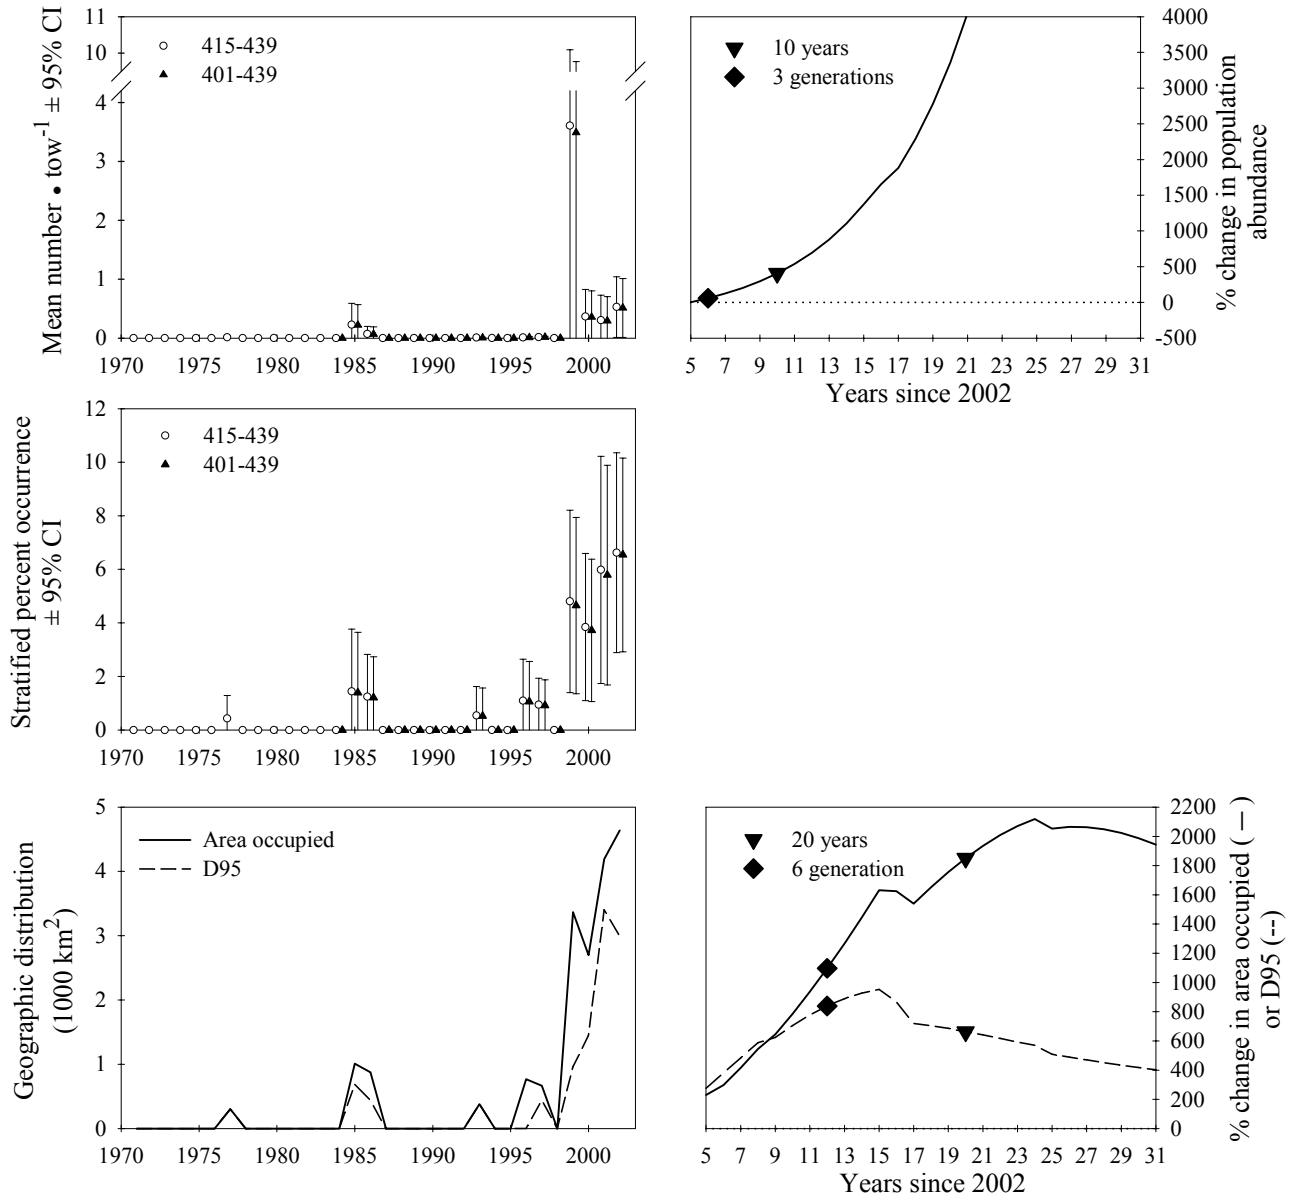 Mean number • tow⁻¹ ± 95% CI
11
10
4
3
2
1
0
415-439
401-439
1970 1975 1980 1985 1990 1995 2000
10 years
3 generations
4000
3500
3000
2500
2000
1500
1000
500
0
-500
% change in population
abundance
5 7 9 11 13 15 17 19 21 23 25 27 29 31
Years since 2002
Stratified percent occurrence
± 95% CI
12
10
8
6
4
2
0
415-439
401-439
1970 1975 1980 1985 1990 1995 2000
Geographic distribution
(1000 km²)
5
4
3
2
1
0
Area occupied
D95
1970 1975 1980 1985 1990 1995 2000
20 years
6 generation
2200
2000
1800
1600
1400
1200
1000
800
600
400
200
0
% change in area occupied ( — )
or D95 (--)
5 7 9 11 13 15 17 19 21 23 25 27 29 31
Years since 2002